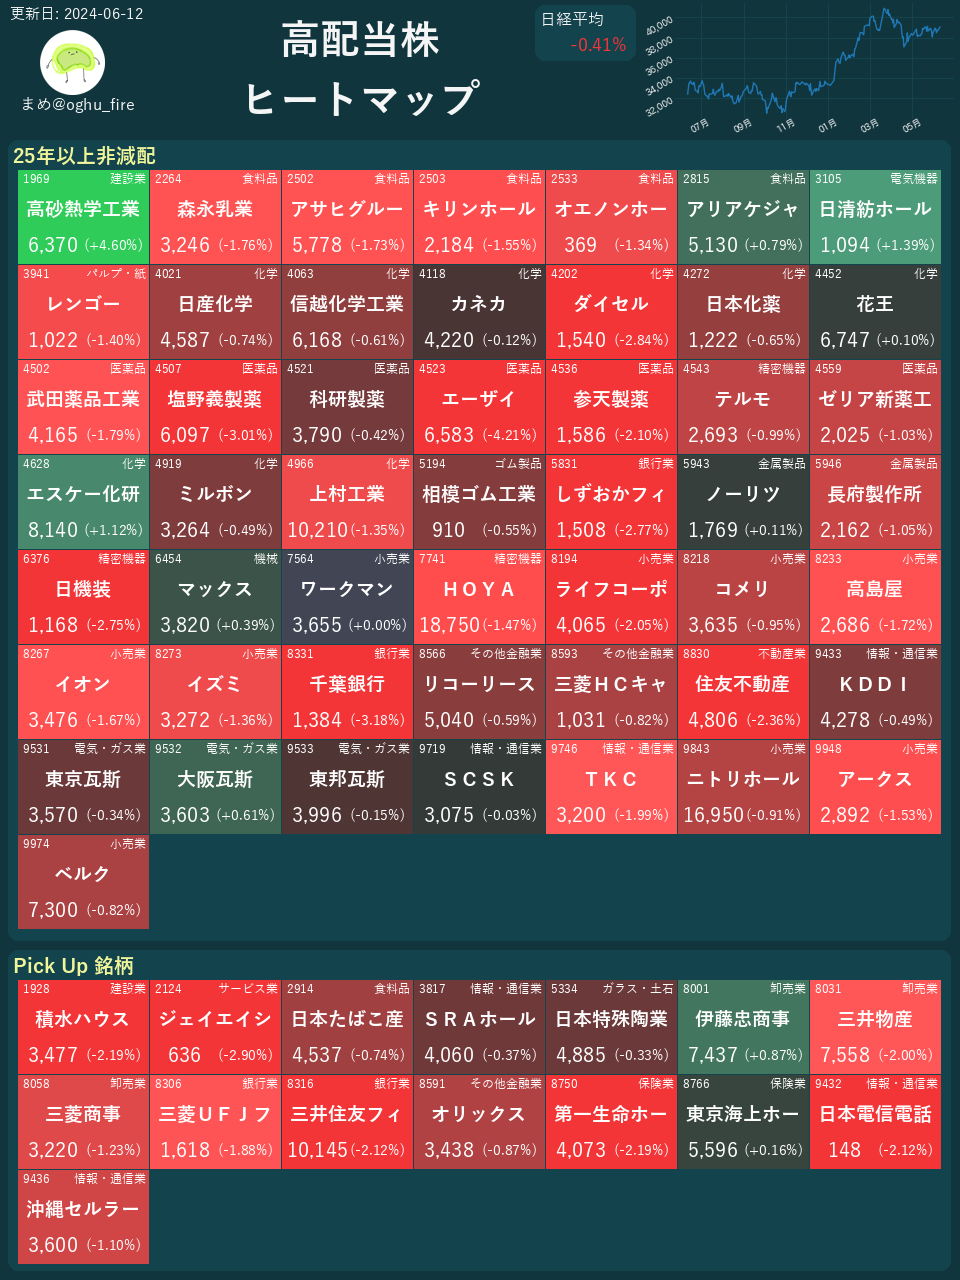 更新日: 2024-06-12
まめ@oghu_fire
高配当株
ヒートマップ
日経平均
-0.41%
40,000
38,000
36,000
34,000
32,000
07月 09月 11月 01月 03月 05月
25年以上非減配
1969 建設業 2264 食料品 2502 食料品 2503 食料品 2533 食料品 2815 食料品 3105 電気機器
高砂熱学工業 森永乳業 アサヒグルー キリンホール オエノンホー アリアケジャ 日清紡ホール
6,370 (+4.60%) 3,246 (-1.76%) 5,778 (-1.73%) 2,184 (-1.55%) 369 (-1.34%) 5,130 (+0.79%) 1,094 (+1.39%)
3941 パルプ・紙 4021 化学 4063 化学 4118 化学 4202 化学 4272 化学 4452 化学
レンゴー 日産化学 信越化学工業 カネカ ダイセル 日本化薬 花王
1,022 (-1.40%) 4,587 (-0.74%) 6,168 (-0.61%) 4,220 (-0.12%) 1,540 (-2.84%) 1,222 (-0.65%) 6,747 (+0.10%)
4502 医薬品 4507 医薬品 4521 医薬品 4523 医薬品 4536 医薬品 4543 精密機器 4559 医薬品
武田薬品工業 塩野義製薬 科研製薬 エーザイ 参天製薬 テルモ ゼリア新薬工
4,165 (-1.79%) 6,097 (-3.01%) 3,790 (-0.42%) 6,583 (-4.21%) 1,586 (-2.10%) 2,693 (-0.99%) 2,025 (-1.03%)
4628 化学 4919 化学 4966 化学 5194 ゴム製品 5831 銀行業 5943 金属製品 5946 金属製品
エスケー化研 ミルボン 上村工業 相模ゴム工業 しずおかフィ ノーリツ 長府製作所
8,140 (+1.12%) 3,264 (-0.49%) 10,210 (-1.35%) 910 (-0.55%) 1,508 (-2.77%) 1,769 (+0.11%) 2,162 (-1.05%)
6376 精密機器 6454 機械 7564 小売業 7741 精密機器 8194 小売業 8218 小売業 8233 小売業
日機装 マックス ワークマン ＨＯＹＡ ライフコーポ コメリ 高島屋
1,168 (-2.75%) 3,820 (+0.39%) 3,655 (+0.00%) 18,750 (-1.47%) 4,065 (-2.05%) 3,635 (-0.95%) 2,686 (-1.72%)
8267 小売業 8273 小売業 8331 銀行業 8566 その他金融業 8593 その他金融業 8830 不動産業 9433 情報・通信業
イオン イズミ 千葉銀行 リコーリース 三菱ＨＣキャ 住友不動産 ＫＤＤＩ
3,476 (-1.67%) 3,272 (-1.36%) 1,384 (-3.18%) 5,040 (-0.59%) 1,031 (-0.82%) 4,806 (-2.36%) 4,278 (-0.49%)
9531 電気・ガス業 9532 電気・ガス業 9533 電気・ガス業 9719 情報・通信業 9746 情報・通信業 9843 小売業 9948 小売業
東京瓦斯 大阪瓦斯 東邦瓦斯 ＳＣＳＫ ＴＫＣ ニトリホール アークス
3,570 (-0.34%) 3,603 (+0.61%) 3,996 (-0.15%) 3,075 (-0.03%) 3,200 (-1.99%) 16,950 (-0.91%) 2,892 (-1.53%)
9974 小売業
ベルク
7,300 (-0.82%)
Pick Up 銘柄
1928 建設業 2124 サービス業 2914 食料品 3817 情報・通信業 5334 ガラス・土石 8001 卸売業 8031 卸売業
積水ハウス ジェイエイシ 日本たばこ産 ＳＲＡホール 日本特殊陶業 伊藤忠商事 三井物産
3,477 (-2.19%) 636 (-2.90%) 4,537 (-0.74%) 4,060 (-0.37%) 4,885 (-0.33%) 7,437 (+0.87%) 7,558 (-2.00%)
8058 卸売業 8306 銀行業 8316 銀行業 8591 その他金融業 8750 保険業 8766 保険業 9432 情報・通信業
三菱商事 三菱ＵＦＪフ 三井住友フィ オリックス 第一生命ホー 東京海上ホー 日本電信電話
3,220 (-1.23%) 1,618 (-1.88%) 10,145 (-2.12%) 3,438 (-0.87%) 4,073 (-2.19%) 5,596 (+0.16%) 148 (-2.12%)
9436 情報・通信業
沖縄セルラー
3,600 (-1.10%)